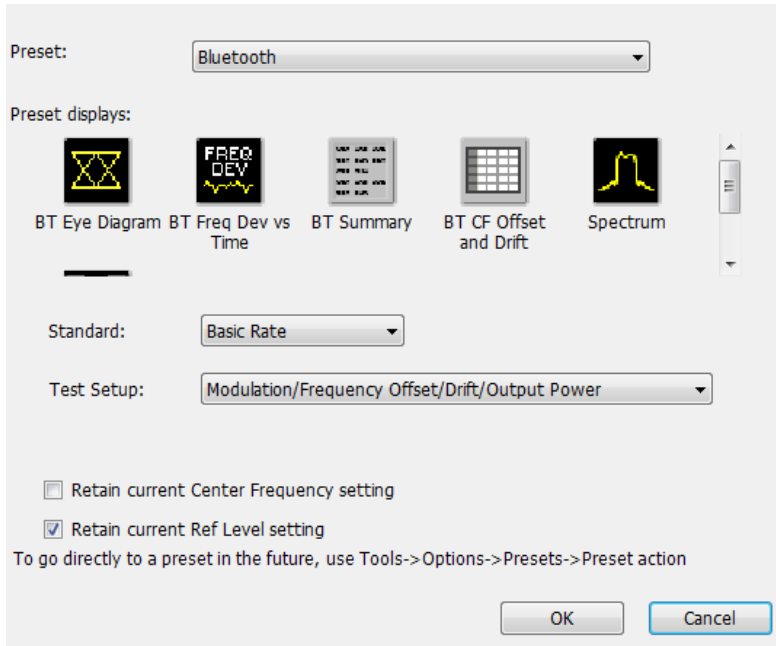 Preset:
Bluetooth
Preset displays:
FREQ
DEV
BT Eye Diagram
BT Freq Dev vs
Time
BT Summary
BT CF Offset
and Drift
Spectrum
Standard:
Basic Rate
Test Setup:
Modulation/Frequency Offset/Drift/Output Power
Retain current Center Frequency setting
Retain current Ref Level setting
To go directly to a preset in the future, use Tools->Options->Presets->Preset action
OK
Cancel